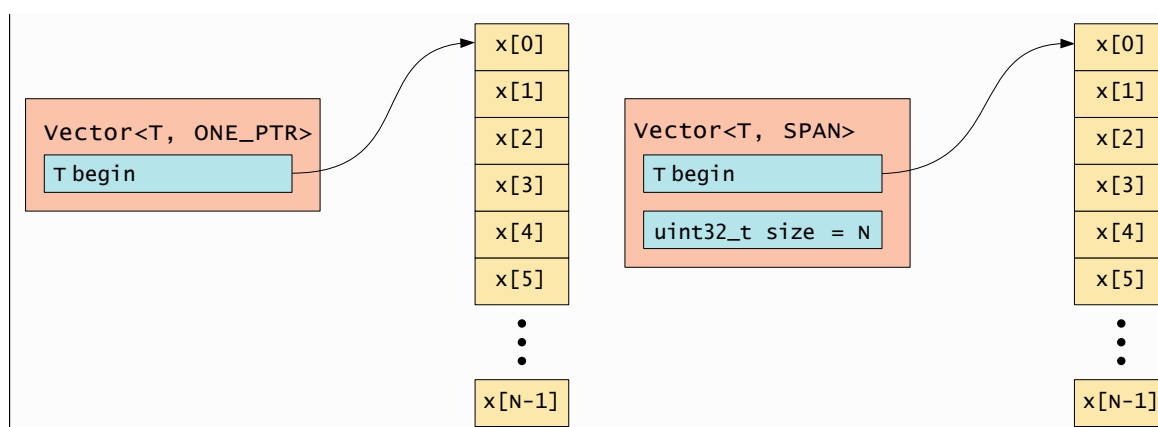 Vector<T, ONE_PTR>
T begin
x[0]
x[1]
x[2]
x[3]
x[4]
x[5]
x[N-1]
Vector<T, SPAN>
T begin
uint32_t size = N
x[0]
x[1]
x[2]
x[3]
x[4]
x[5]
x[N-1]